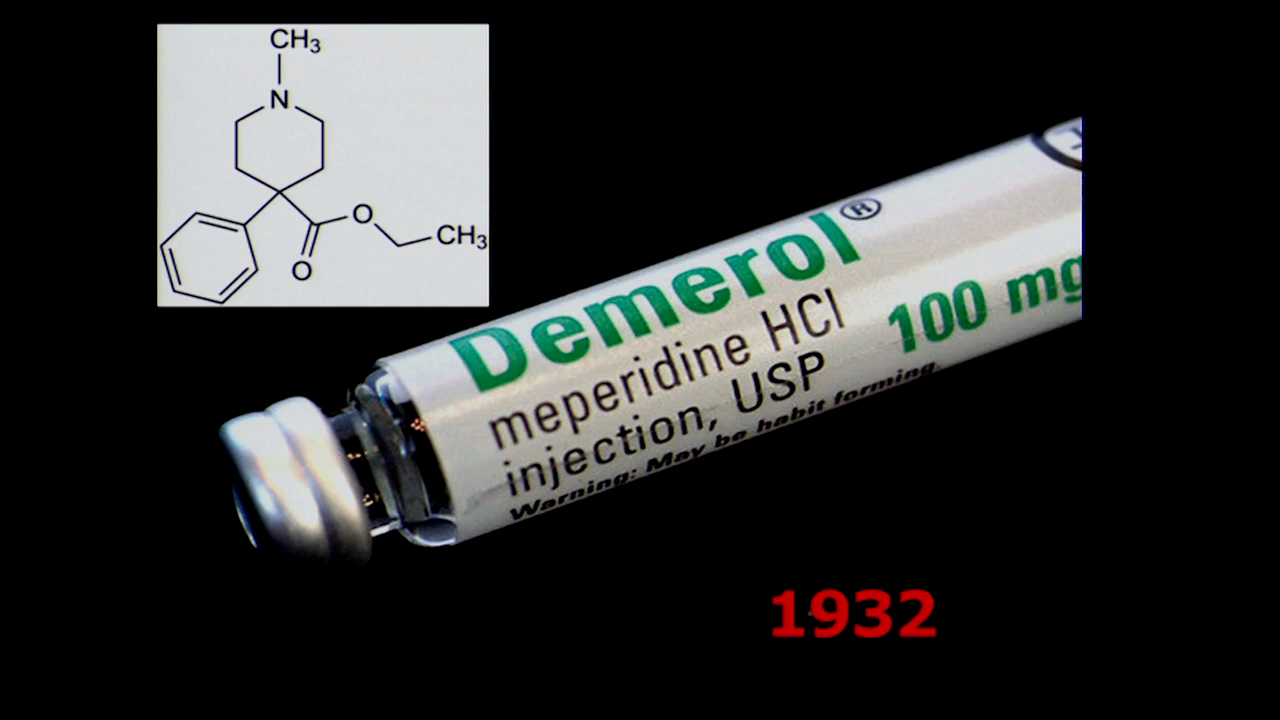 CH3
N
O
CH3
O
Demerol®
meperidine HCl 100 mg
injection, USP
Warning: May be habit forming.
1932